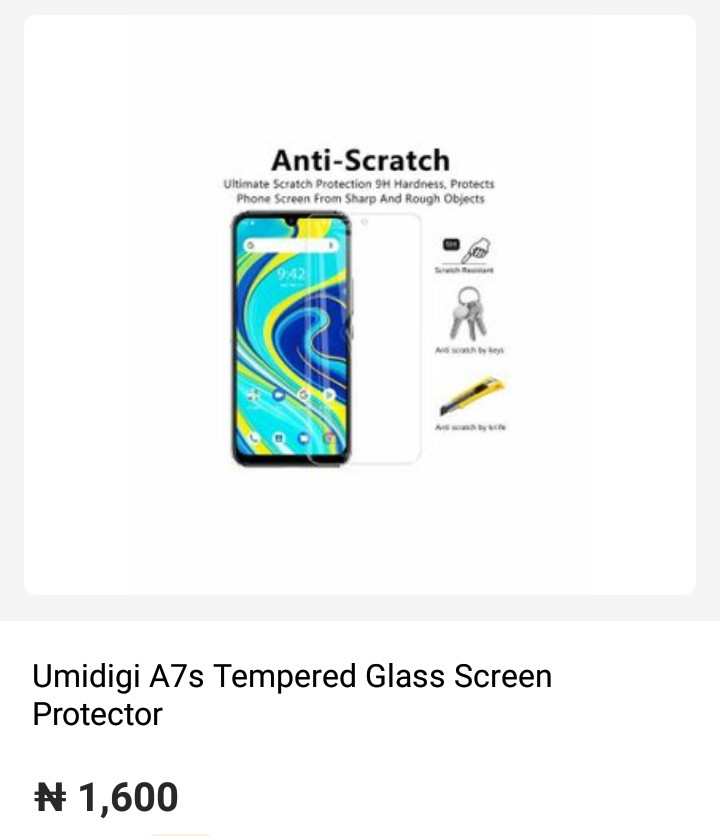 Anti-Scratch
Ultimate Scratch Protection 9H Hardness, Protects
Phone Screen From Sharp And Rough Objects
9:42
Scratch Resistant
Anti scratch by keys
Anti scratch by knife
Umidigi A7s Tempered Glass Screen
Protector
₦ 1,600